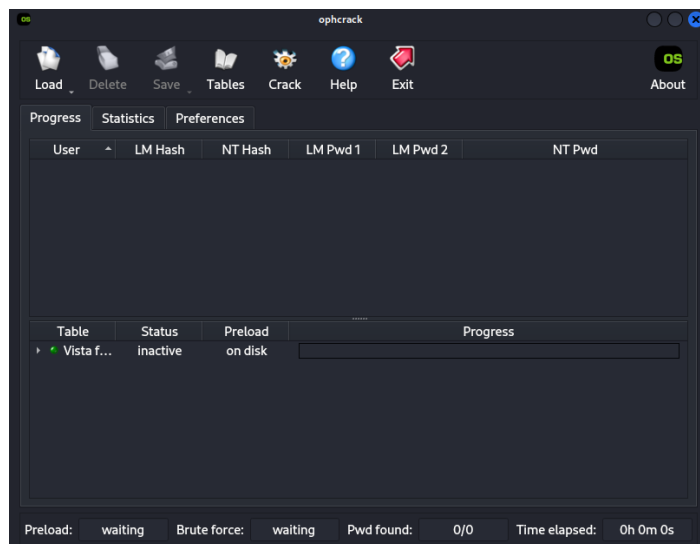 OS ophcrack
OS
Load Delete Save Tables Crack Help Exit About
Progress Statistics Preferences
User LM Hash NT Hash LM Pwd 1 LM Pwd 2 NT Pwd
Table Status Preload Progress
Vista f... inactive on disk
Preload: waiting Brute force: waiting Pwd found: 0/0 Time elapsed: 0h 0m 0s